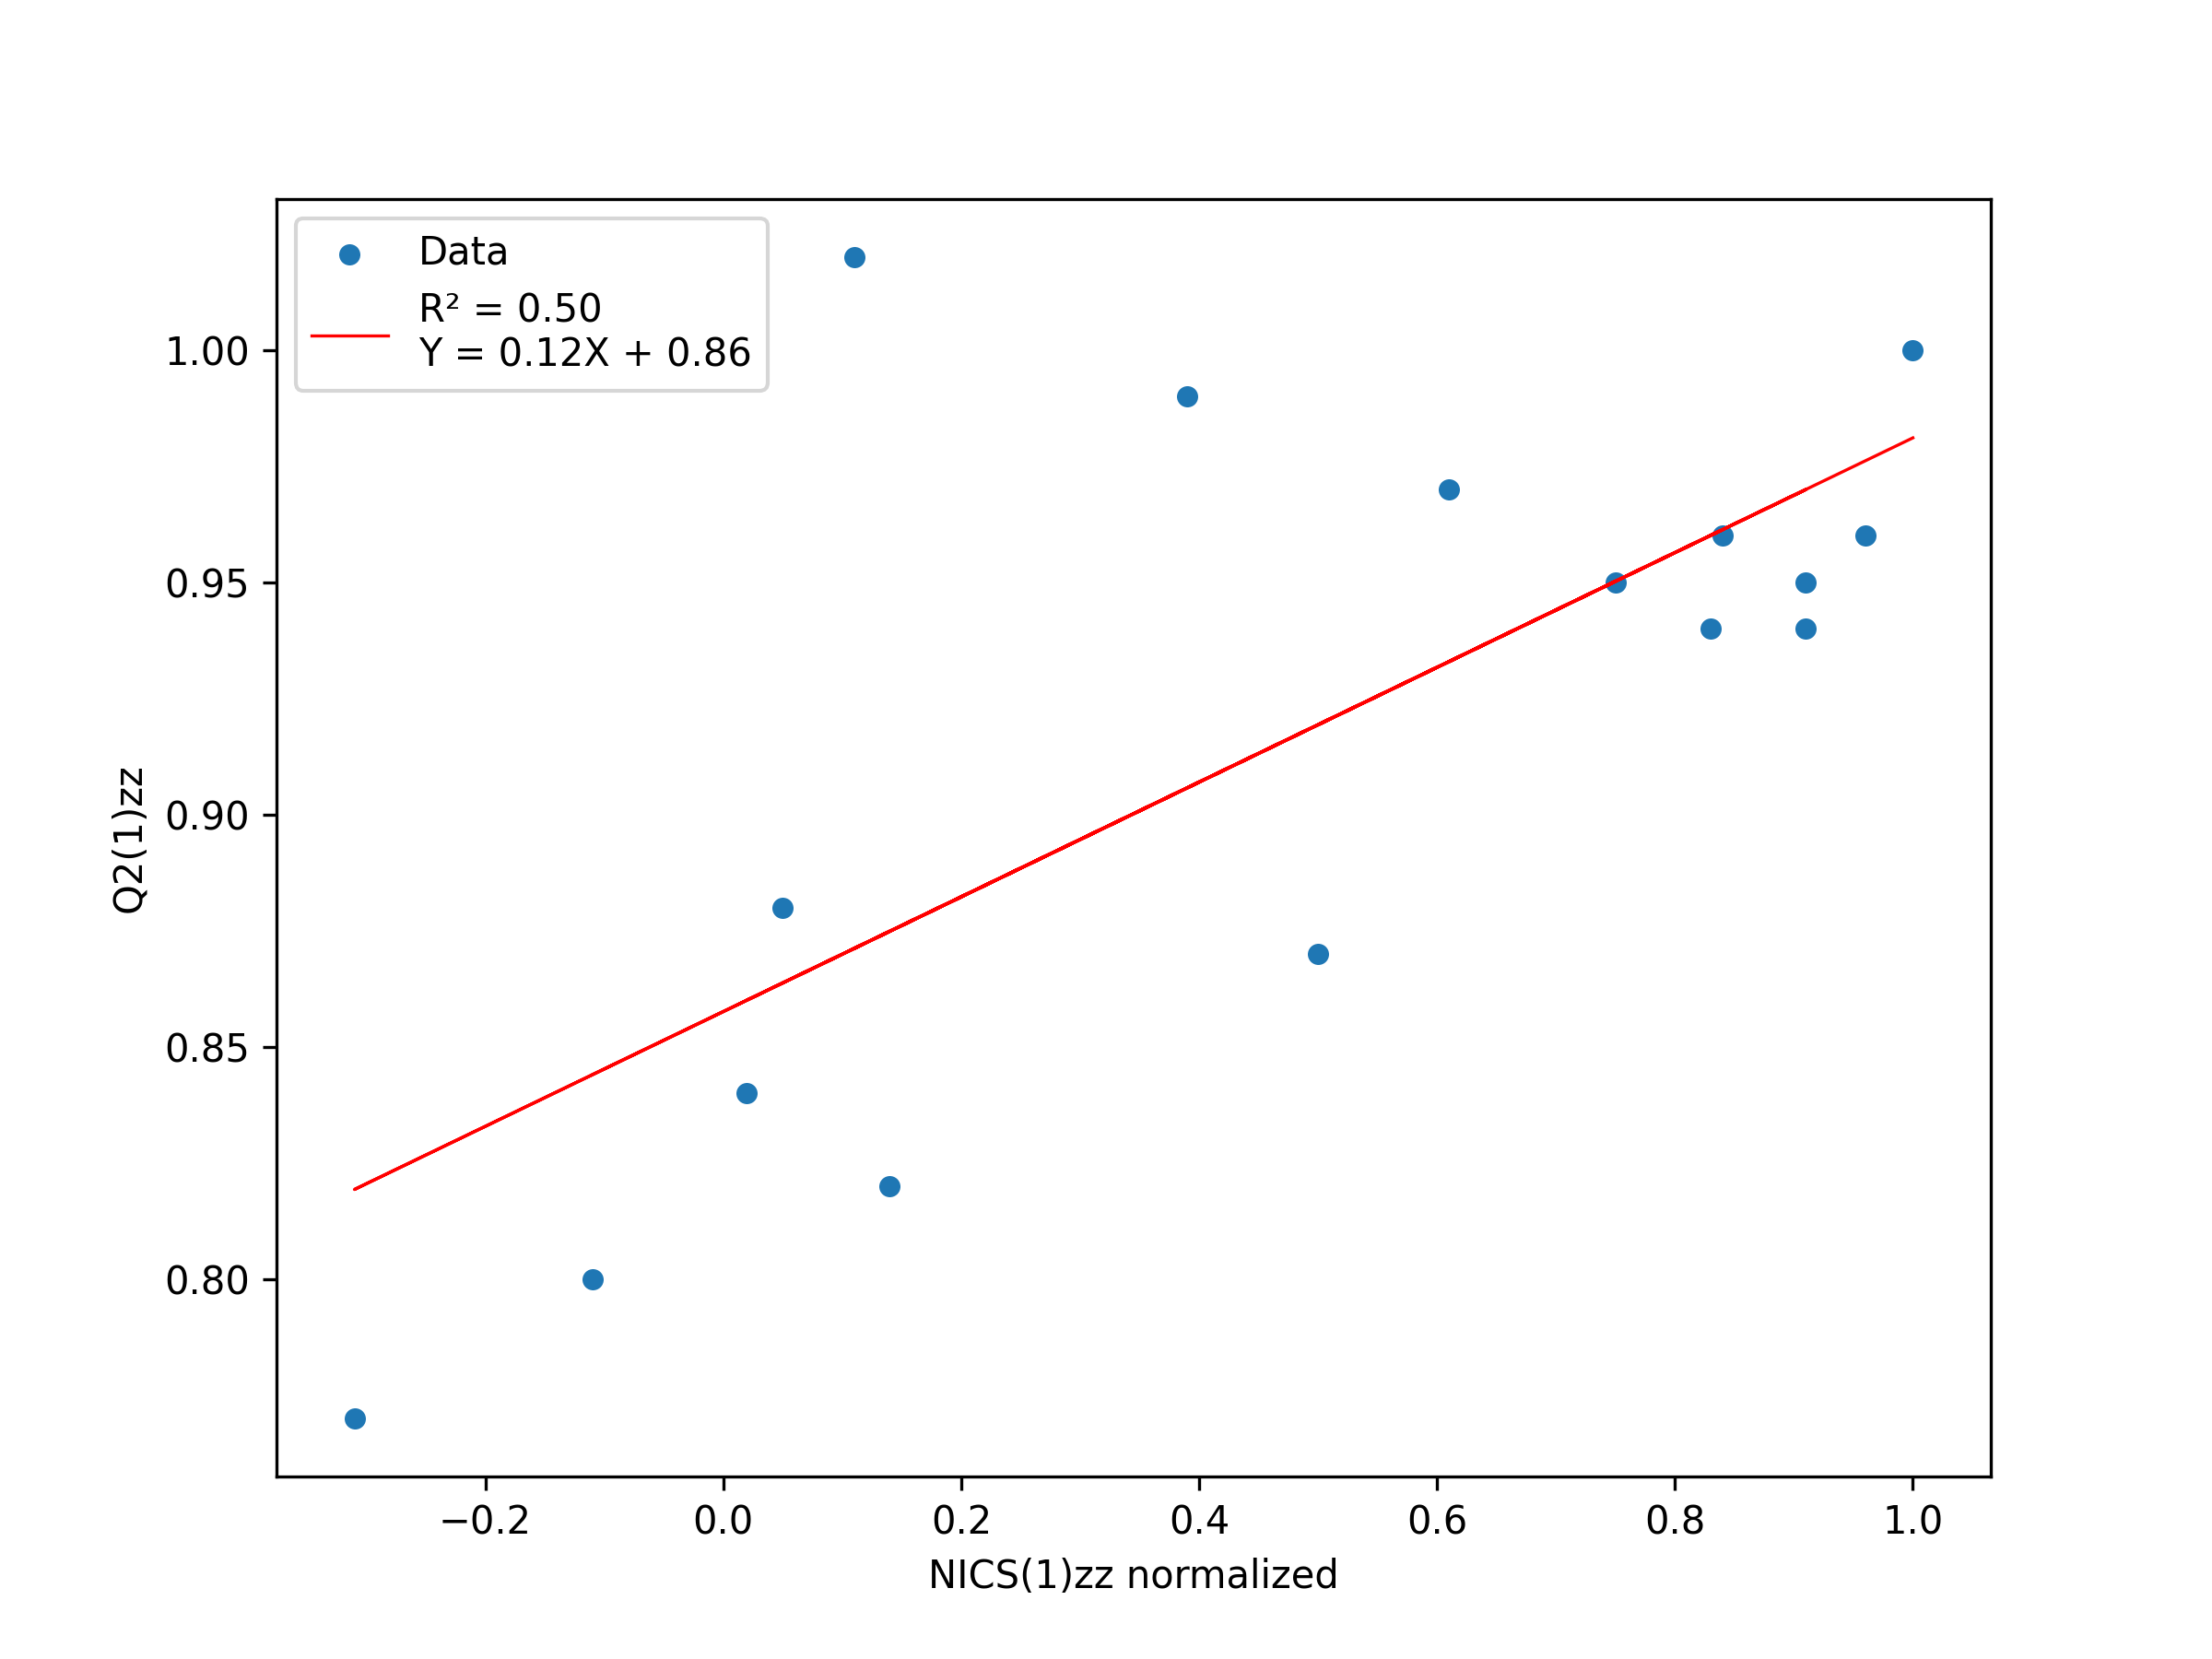 Data
R² = 0.50
Y = 0.12X + 0.86
1.00
0.95
0.90
0.85
0.80
Q2(1)zz
−0.2 0.0 0.2 0.4 0.6 0.8 1.0
NICS(1)zz normalized